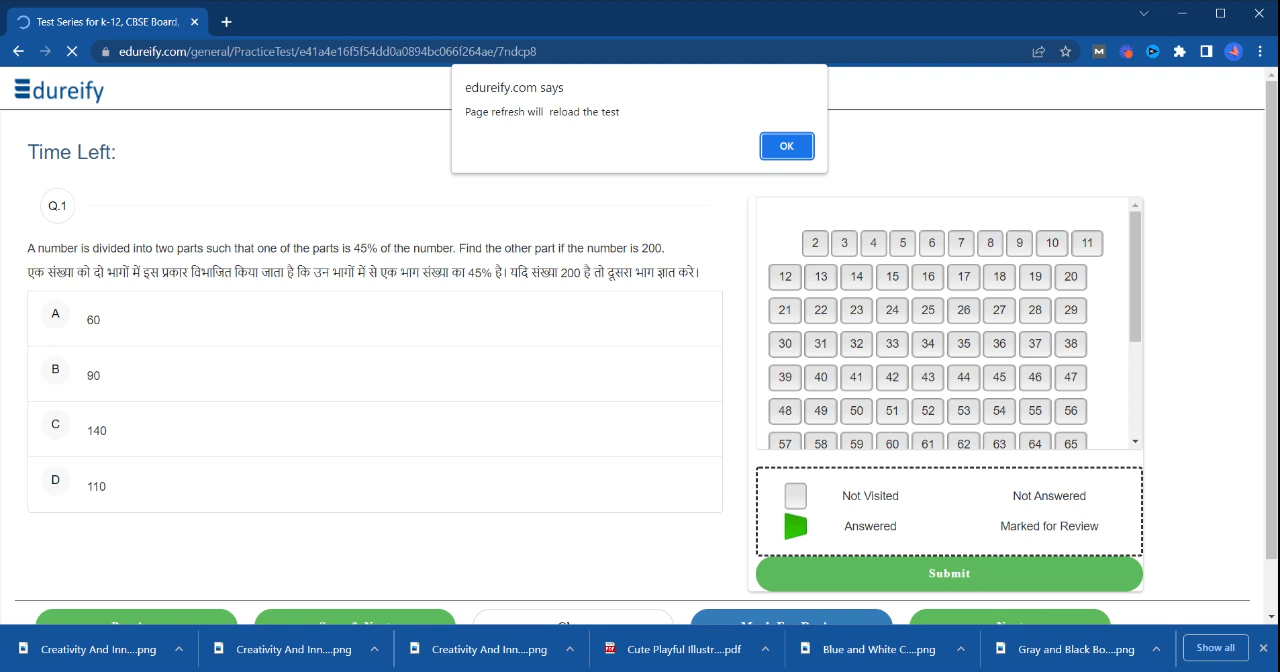 Test Series for k-12, CBSE Board,
edureify.com/general/PracticeTest/e41a4e16f5f54dd0a0894bc066f264ae/7ndcp8
Edureify
edureify.com says
Page refresh will reload the test
OK
Time Left:
Q.1
A number is divided into two parts such that one of the parts is 45% of the number. Find the other part if the number is 200.
एक संख्या को दो भागों में इस प्रकार विभाजित किया जाता है कि उन भागों में से एक भाग संख्या का 45% है। यदि संख्या 200 है तो दूसरा भाग ज्ञात करे।
A 60
B 90
C 140
D 110
2 3 4 5 6 7 8 9 10 11
12 13 14 15 16 17 18 19 20
21 22 23 24 25 26 27 28 29
30 31 32 33 34 35 36 37 38
39 40 41 42 43 44 45 46 47
48 49 50 51 52 53 54 55 56
57 58 59 60 61 62 63 64 65
Not Visited Not Answered
Answered Marked for Review
Submit
Creativity And Inn....png Creativity And Inn....png Creativity And Inn....png Cute Playful Illustr....pdf Blue and White C....png Gray and Black Bo....png Show all